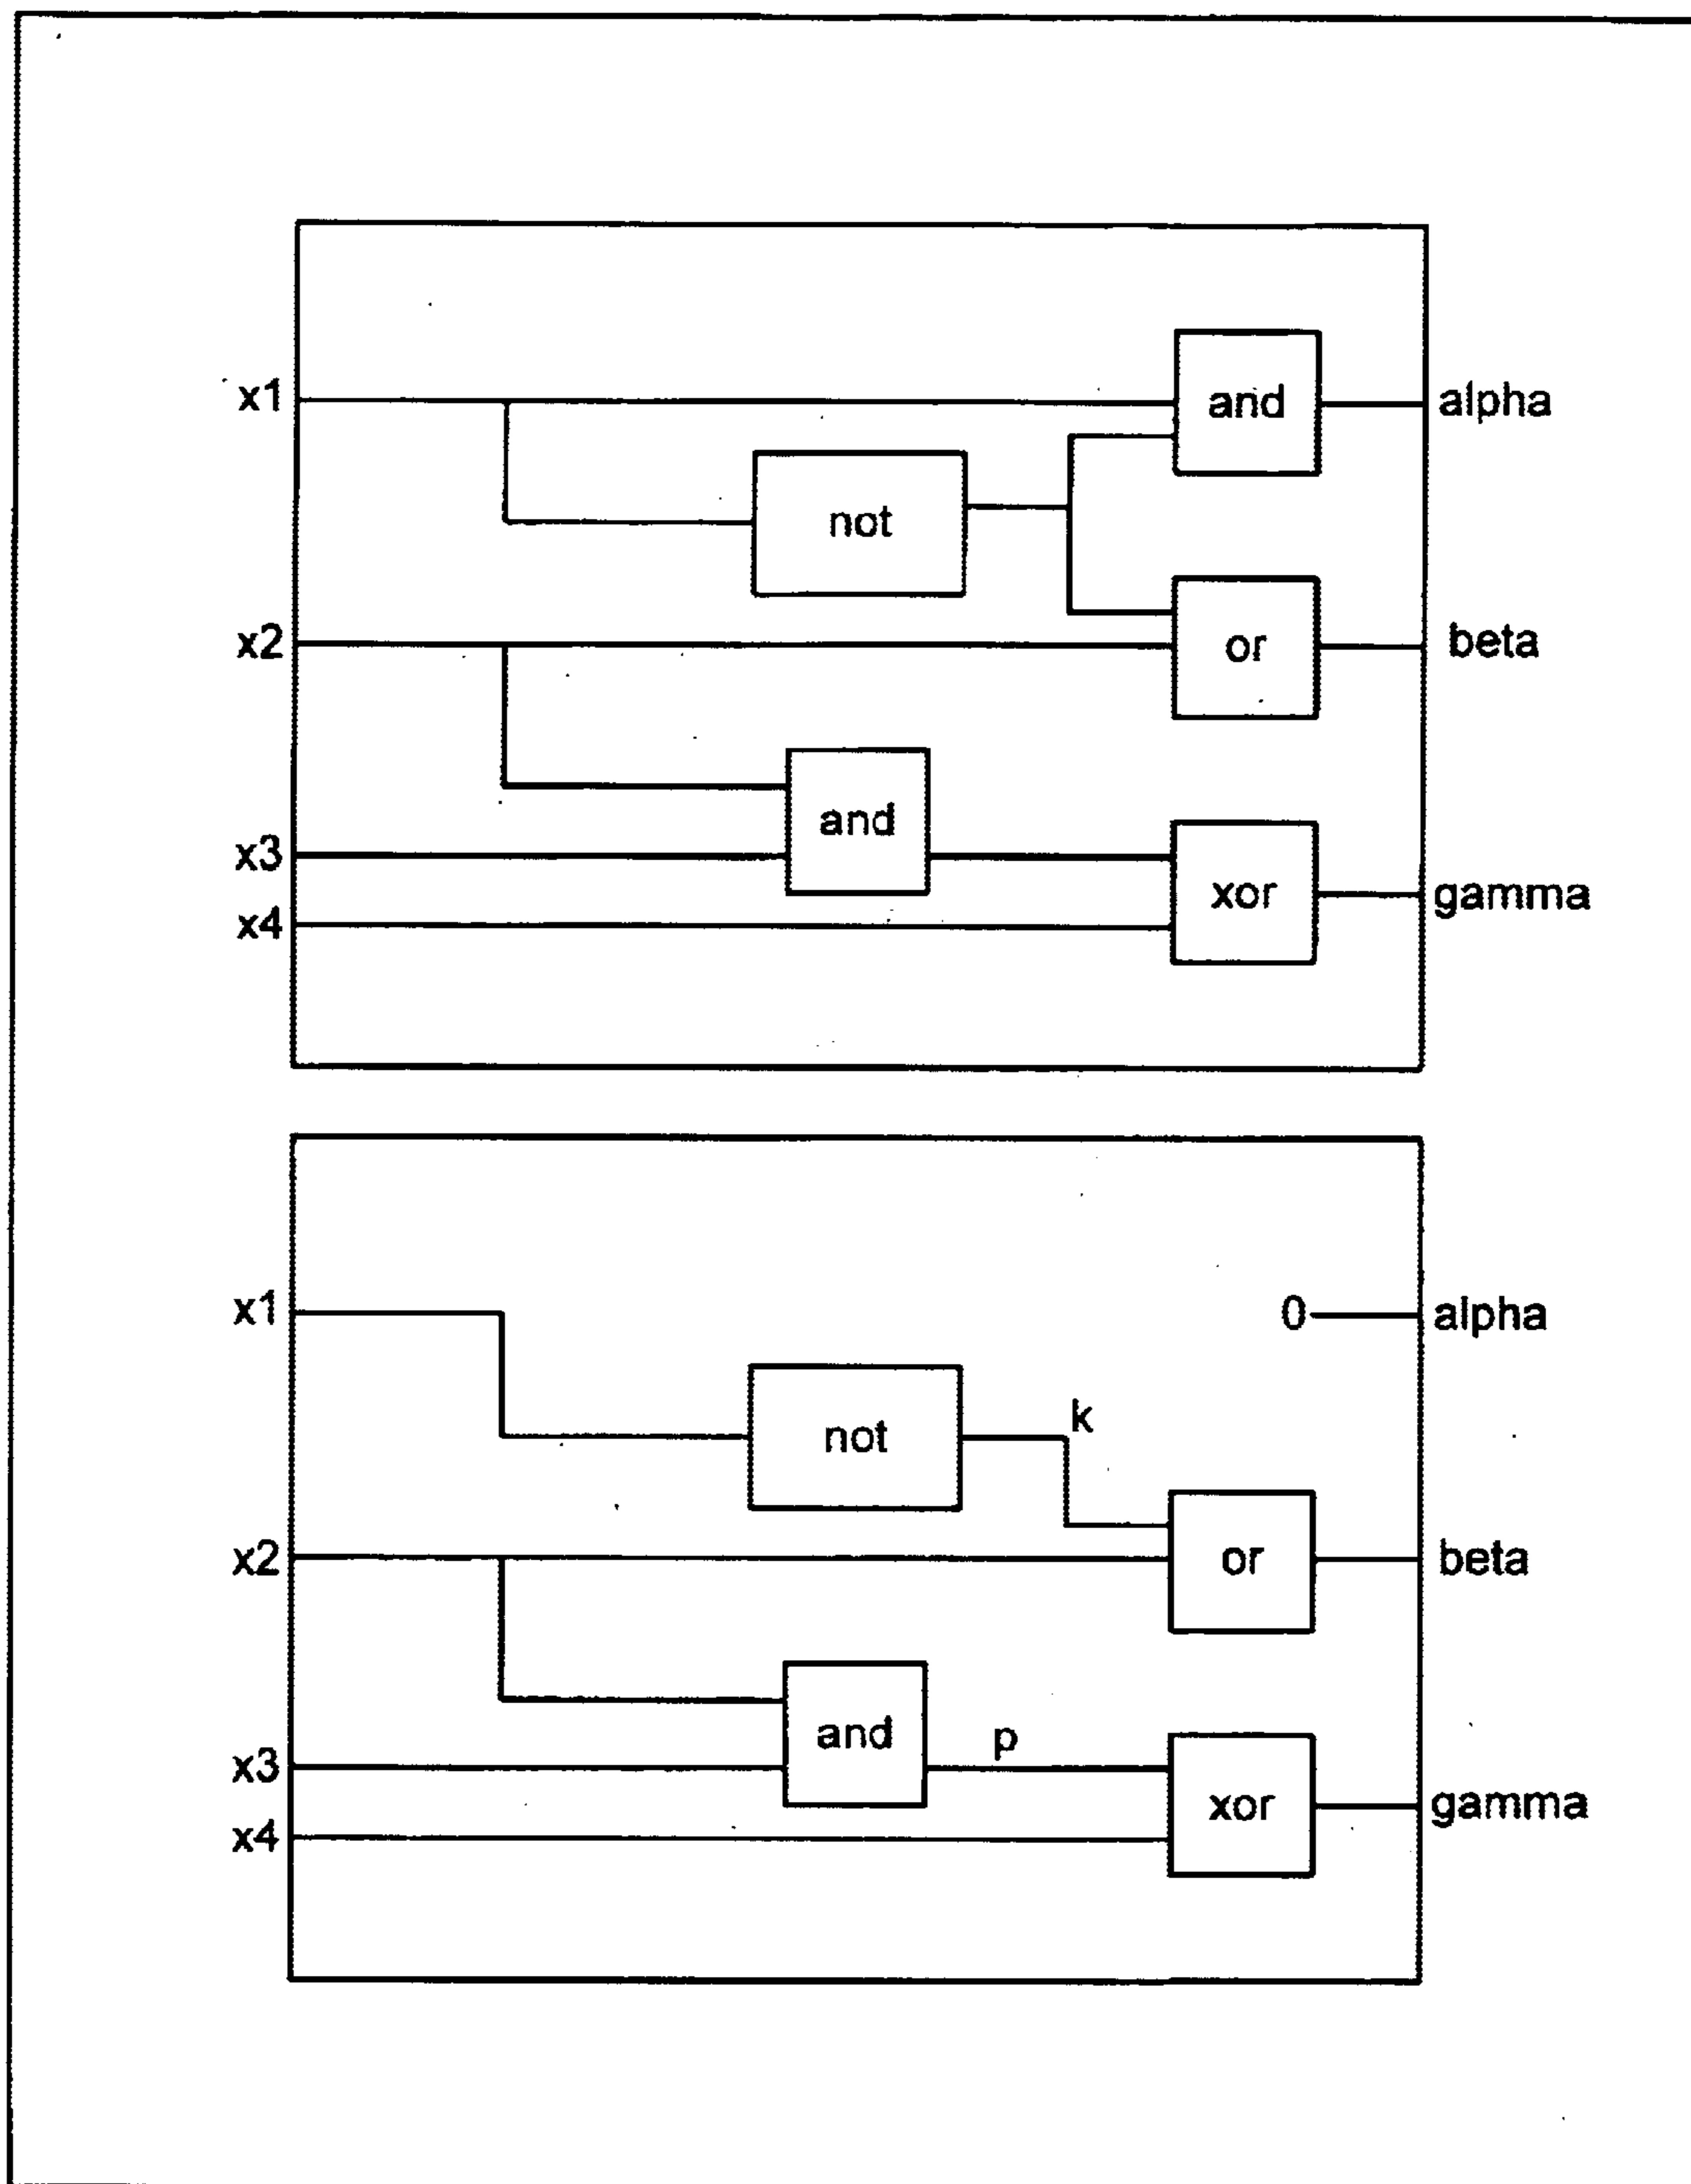 x1
and
alpha
not
x2
or
beta
and
x3
xor
gamma
x4
x1
0
alpha
k
not
x2
or
beta
and
p
x3
xor
gamma
x4